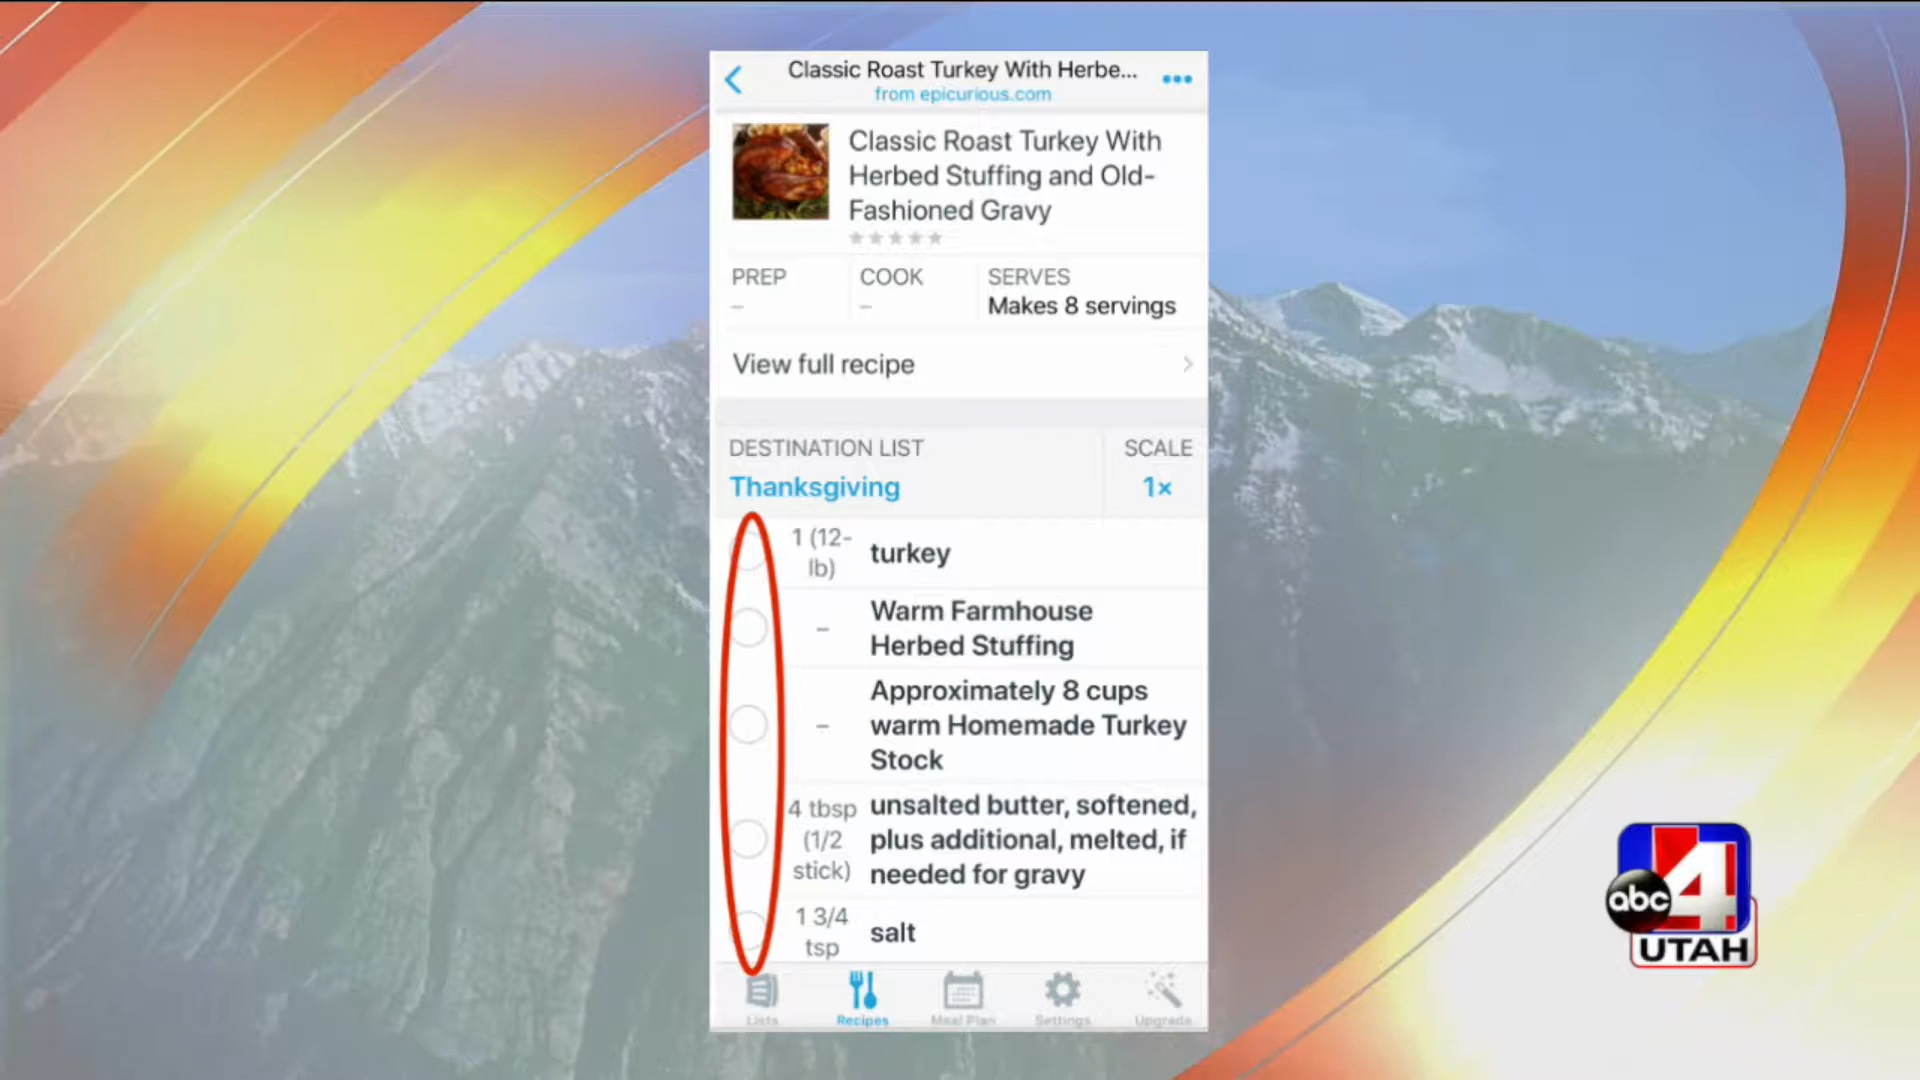 Classic Roast Turkey With Herbe...
from epicurious.com
Classic Roast Turkey With
Herbed Stuffing and Old-
Fashioned Gravy
PREP
–
COOK
–
SERVES
Makes 8 servings
View full recipe
DESTINATION LIST
Thanksgiving
SCALE
1×
1 (12-
lb)
turkey
–
Warm Farmhouse
Herbed Stuffing
–
Approximately 8 cups
warm Homemade Turkey
Stock
4 tbsp
(1/2
stick)
unsalted butter, softened,
plus additional, melted, if
needed for gravy
1 3/4
tsp
salt
Lists
Recipes
Meal Plan
Settings
Upgrade
abc
4
UTAH